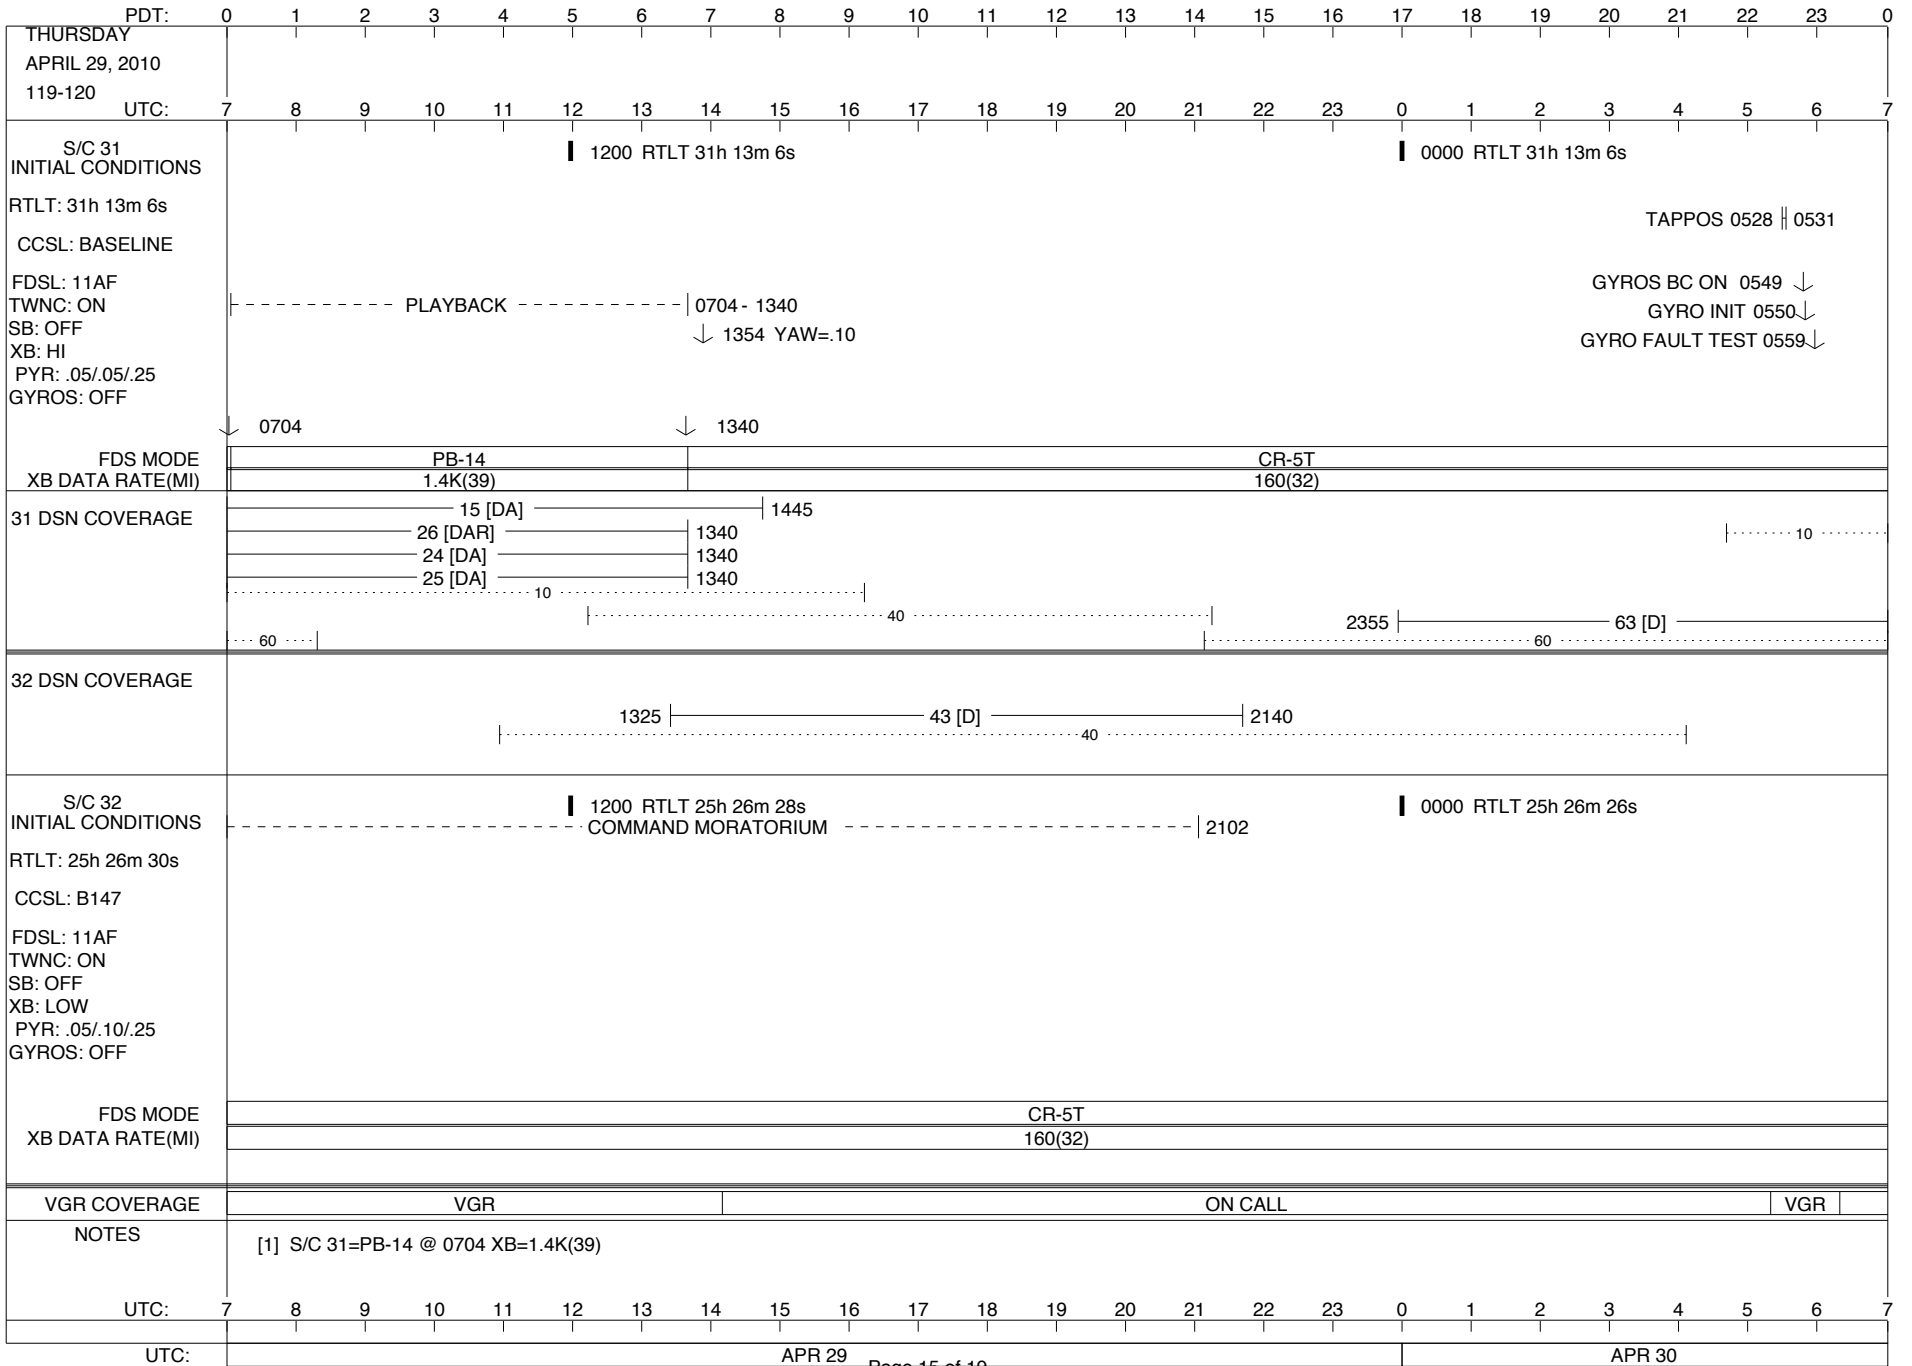 PDT: 0 1 2 3 4 5 6 7 8 9 10 11 12 13 14 15 16 17 18 19 20 21 22 23 0
THURSDAY
APRIL 29, 2010
119-120
UTC: 7 8 9 10 11 12 13 14 15 16 17 18 19 20 21 22 23 0 1 2 3 4 5 6 7
S/C 31
INITIAL CONDITIONS
1200 RTLT 31h 13m 6s
0000 RTLT 31h 13m 6s
RTLT: 31h 13m 6s
TAPPOS 0528 0531
CCSL: BASELINE
FDSL: 11AF
GYROS BC ON 0549
TWNC: ON
PLAYBACK 0704 - 1340
GYRO INIT 0550
SB: OFF
1354 YAW=.10
GYRO FAULT TEST 0559
XB: HI
PYR: .05/.05/.25
GYROS: OFF
0704 1340
FDS MODE PB-14 CR-5T
XB DATA RATE(MI) 1.4K(39) 160(32)
31 DSN COVERAGE
15 [DA] 1445
26 [DAR] 1340
10
24 [DA] 1340
25 [DA] 1340
10
40
2355 63 [D]
60 60
32 DSN COVERAGE
1325 43 [D] 2140
40
S/C 32
INITIAL CONDITIONS
1200 RTLT 25h 26m 28s
0000 RTLT 25h 26m 26s
COMMAND MORATORIUM 2102
RTLT: 25h 26m 30s
CCSL: B147
FDSL: 11AF
TWNC: ON
SB: OFF
XB: LOW
PYR: .05/.10/.25
GYROS: OFF
FDS MODE CR-5T
XB DATA RATE(MI) 160(32)
VGR COVERAGE VGR ON CALL VGR
NOTES
[1] S/C 31=PB-14 @ 0704 XB=1.4K(39)
UTC: 7 8 9 10 11 12 13 14 15 16 17 18 19 20 21 22 23 0 1 2 3 4 5 6 7
UTC: APR 29 APR 30
Page 15 of 19